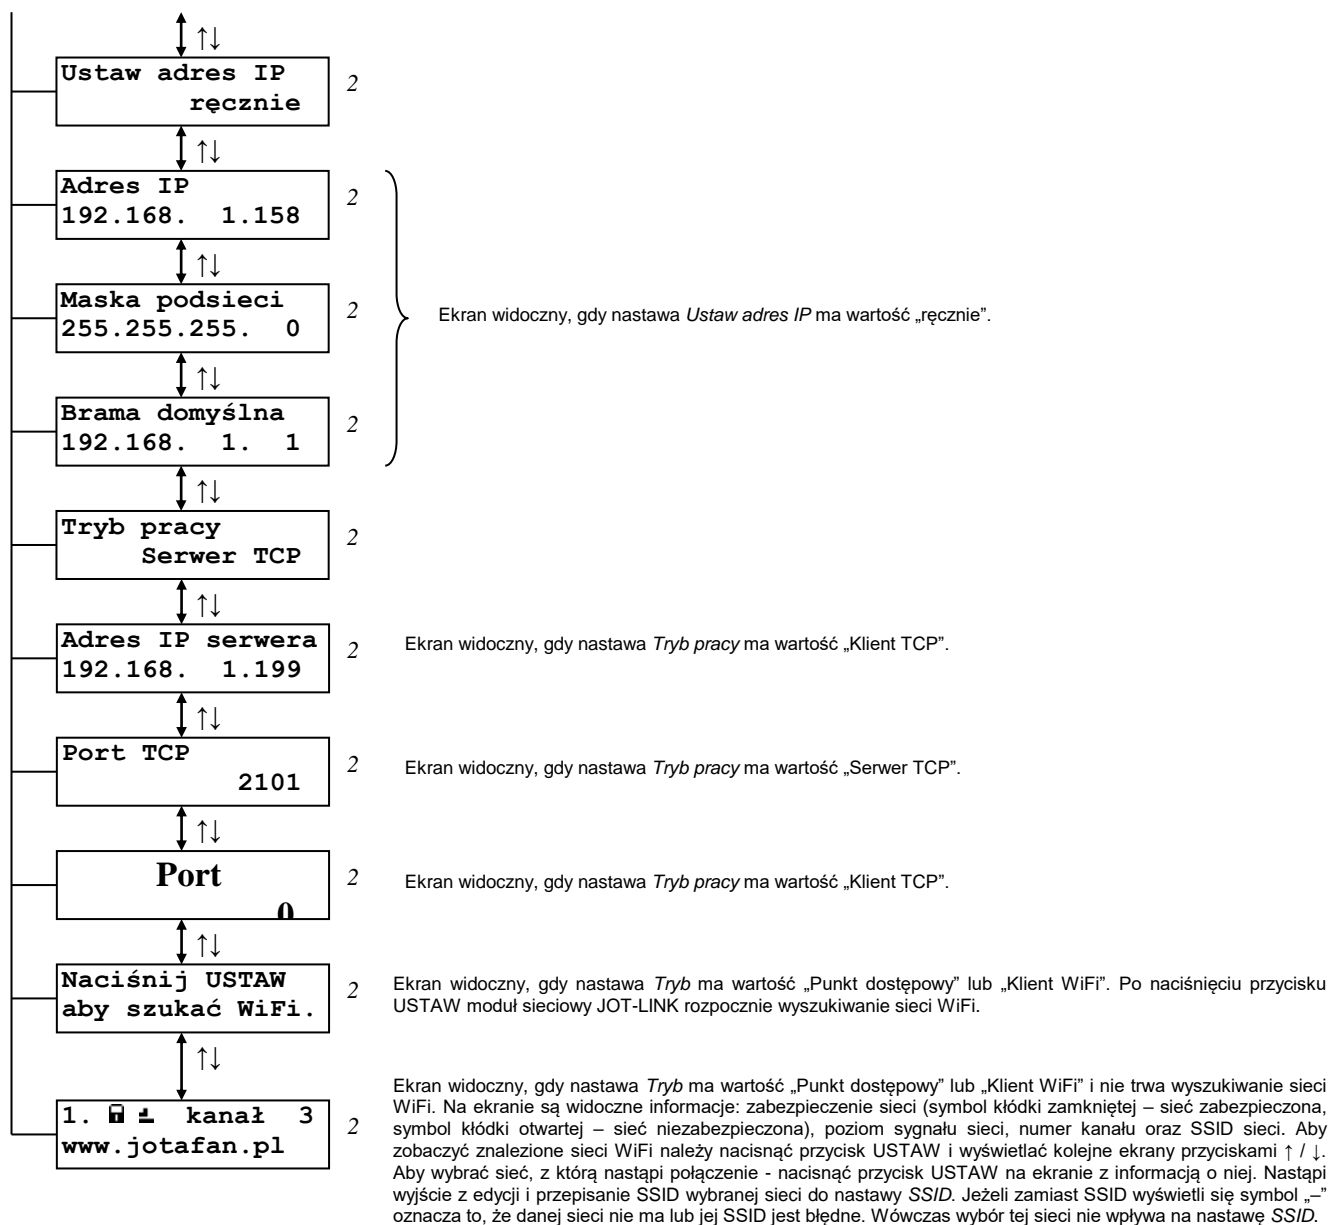 ↑↓
Ustaw adres IP 2
ręcznie
↑↓
Adres IP 2
192.168.  1.158
↑↓
Maska podsieci 2
255.255.255.  0
Ekran widoczny, gdy nastawa Ustaw adres IP ma wartość „ręcznie”.
↑↓
Brama domyślna 2
192.168.  1.  1
↑↓
Tryb pracy 2
Serwer TCP
↑↓
Adres IP serwera 2
192.168.  1.199
Ekran widoczny, gdy nastawa Tryb pracy ma wartość „Klient TCP”.
↑↓
Port TCP 2
2101
Ekran widoczny, gdy nastawa Tryb pracy ma wartość „Serwer TCP”.
↑↓
Port 2
0
Ekran widoczny, gdy nastawa Tryb pracy ma wartość „Klient TCP”.
↑↓
Naciśnij USTAW 2
aby szukać WiFi.
Ekran widoczny, gdy nastawa Tryb ma wartość „Punkt dostępowy” lub „Klient WiFi”. Po naciśnięciu przycisku
USTAW moduł sieciowy JOT-LINK rozpocznie wyszukiwanie sieci WiFi.
↑↓
1. kanał 3 2
www.jotafan.pl
Ekran widoczny, gdy nastawa Tryb ma wartość „Punkt dostępowy” lub „Klient WiFi” i nie trwa wyszukiwanie sieci
WiFi. Na ekranie są widoczne informacje: zabezpieczenie sieci (symbol kłódki zamkniętej – sieć zabezpieczona,
symbol kłódki otwartej – sieć niezabezpieczona), poziom sygnału sieci, numer kanału oraz SSID sieci. Aby
zobaczyć znalezione sieci WiFi należy nacisnąć przycisk USTAW i wyświetlać kolejne ekrany przyciskami ↑ / ↓.
Aby wybrać sieć, z którą nastąpi połączenie - nacisnąć przycisk USTAW na ekranie z informacją o niej. Nastąpi
wyjście z edycji i przepisanie SSID wybranej sieci do nastawy SSID. Jeżeli zamiast SSID wyświetli się symbol „–”
oznacza to, że danej sieci nie ma lub jej SSID jest błędne. Wówczas wybór tej sieci nie wpływa na nastawę SSID.